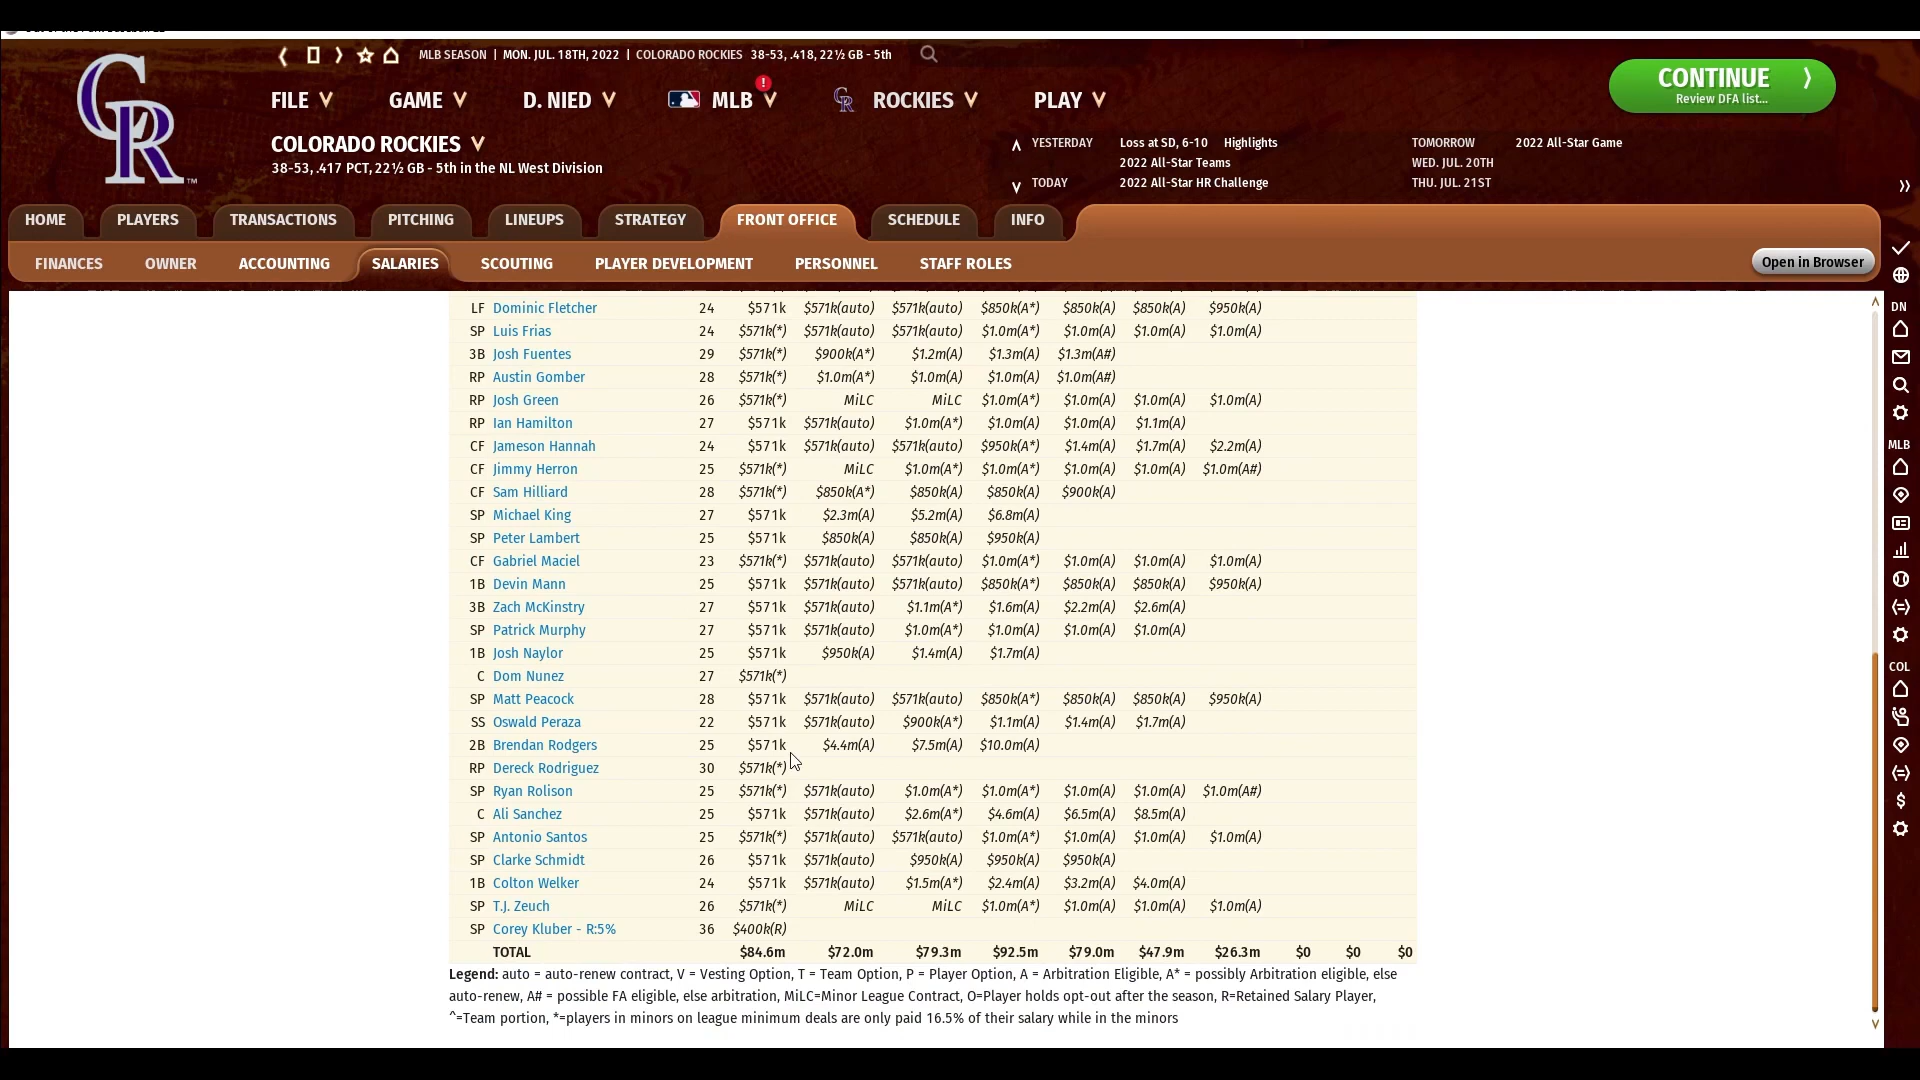 MLB SEASON | MON. JUL. 18TH, 2022 | COLORADO ROCKIES 38-53, .418, 22½ GB - 5th
FILE GAME D. NIED MLB ! ROCKIES PLAY
CONTINUE
Review DFA list...
COLORADO ROCKIES
38-53, .417 PCT, 22½ GB - 5th in the NL West Division
YESTERDAY Loss at SD, 6-10 Highlights TOMORROW 2022 All-Star Game
2022 All-Star Teams WED. JUL. 20TH
TODAY 2022 All-Star HR Challenge THU. JUL. 21ST
HOME PLAYERS TRANSACTIONS PITCHING LINEUPS STRATEGY FRONT OFFICE SCHEDULE INFO
FINANCES OWNER ACCOUNTING SALARIES SCOUTING PLAYER DEVELOPMENT PERSONNEL STAFF ROLES Open in Browser
LF Dominic Fletcher 24 $571k $571k(auto) $571k(auto) $850k(A*) $850k(A) $850k(A) $950k(A)
SP Luis Frias 24 $571k(*) $571k(auto) $571k(auto) $1.0m(A*) $1.0m(A) $1.0m(A) $1.0m(A)
3B Josh Fuentes 29 $571k(*) $900k(A*) $1.2m(A) $1.3m(A) $1.3m(A#)
RP Austin Gomber 28 $571k(*) $1.0m(A*) $1.0m(A) $1.0m(A) $1.0m(A#)
RP Josh Green 26 $571k(*) MiLC MiLC $1.0m(A*) $1.0m(A) $1.0m(A) $1.0m(A)
RP Ian Hamilton 27 $571k $571k(auto) $1.0m(A*) $1.0m(A) $1.0m(A) $1.1m(A)
CF Jameson Hannah 24 $571k $571k(auto) $571k(auto) $950k(A*) $1.4m(A) $1.7m(A) $2.2m(A)
CF Jimmy Herron 25 $571k(*) MiLC $1.0m(A*) $1.0m(A*) $1.0m(A) $1.0m(A) $1.0m(A#)
CF Sam Hilliard 28 $571k(*) $850k(A*) $850k(A) $850k(A) $900k(A)
SP Michael King 27 $571k $2.3m(A) $5.2m(A) $6.8m(A)
SP Peter Lambert 25 $571k $850k(A) $850k(A) $950k(A)
CF Gabriel Maciel 23 $571k(*) $571k(auto) $571k(auto) $1.0m(A*) $1.0m(A) $1.0m(A) $1.0m(A)
1B Devin Mann 25 $571k $571k(auto) $571k(auto) $850k(A*) $850k(A) $850k(A) $950k(A)
3B Zach McKinstry 27 $571k $571k(auto) $1.1m(A*) $1.6m(A) $2.2m(A) $2.6m(A)
SP Patrick Murphy 27 $571k $571k(auto) $1.0m(A*) $1.0m(A) $1.0m(A) $1.0m(A)
1B Josh Naylor 25 $571k $950k(A) $1.4m(A) $1.7m(A)
C Dom Nunez 27 $571k(*)
SP Matt Peacock 28 $571k $571k(auto) $571k(auto) $850k(A*) $850k(A) $850k(A) $950k(A)
SS Oswald Peraza 22 $571k $571k(auto) $900k(A*) $1.1m(A) $1.4m(A) $1.7m(A)
2B Brendan Rodgers 25 $571k $4.4m(A) $7.5m(A) $10.0m(A)
RP Dereck Rodriguez 30 $571k(*)
SP Ryan Rolison 25 $571k(*) $571k(auto) $1.0m(A*) $1.0m(A*) $1.0m(A) $1.0m(A) $1.0m(A#)
C Ali Sanchez 25 $571k $571k(auto) $2.6m(A*) $4.6m(A) $6.5m(A) $8.5m(A)
SP Antonio Santos 25 $571k(*) $571k(auto) $571k(auto) $1.0m(A*) $1.0m(A) $1.0m(A) $1.0m(A)
SP Clarke Schmidt 26 $571k $571k(auto) $950k(A) $950k(A) $950k(A)
1B Colton Welker 24 $571k $571k(auto) $1.5m(A*) $2.4m(A) $3.2m(A) $4.0m(A)
SP T.J. Zeuch 26 $571k(*) MiLC MiLC $1.0m(A*) $1.0m(A) $1.0m(A) $1.0m(A)
SP Corey Kluber - R:5% 36 $400k(R)
TOTAL $84.6m $72.0m $79.3m $92.5m $79.0m $47.9m $26.3m $0 $0 $0
Legend: auto = auto-renew contract, V = Vesting Option, T = Team Option, P = Player Option, A = Arbitration Eligible, A* = possibly Arbitration eligible, else
auto-renew, A# = possible FA eligible, else arbitration, MiLC=Minor League Contract, O=Player holds opt-out after the season, R=Retained Salary Player,
^=Team portion, *=players in minors on league minimum deals are only paid 16.5% of their salary while in the minors
DN
MLB
COL